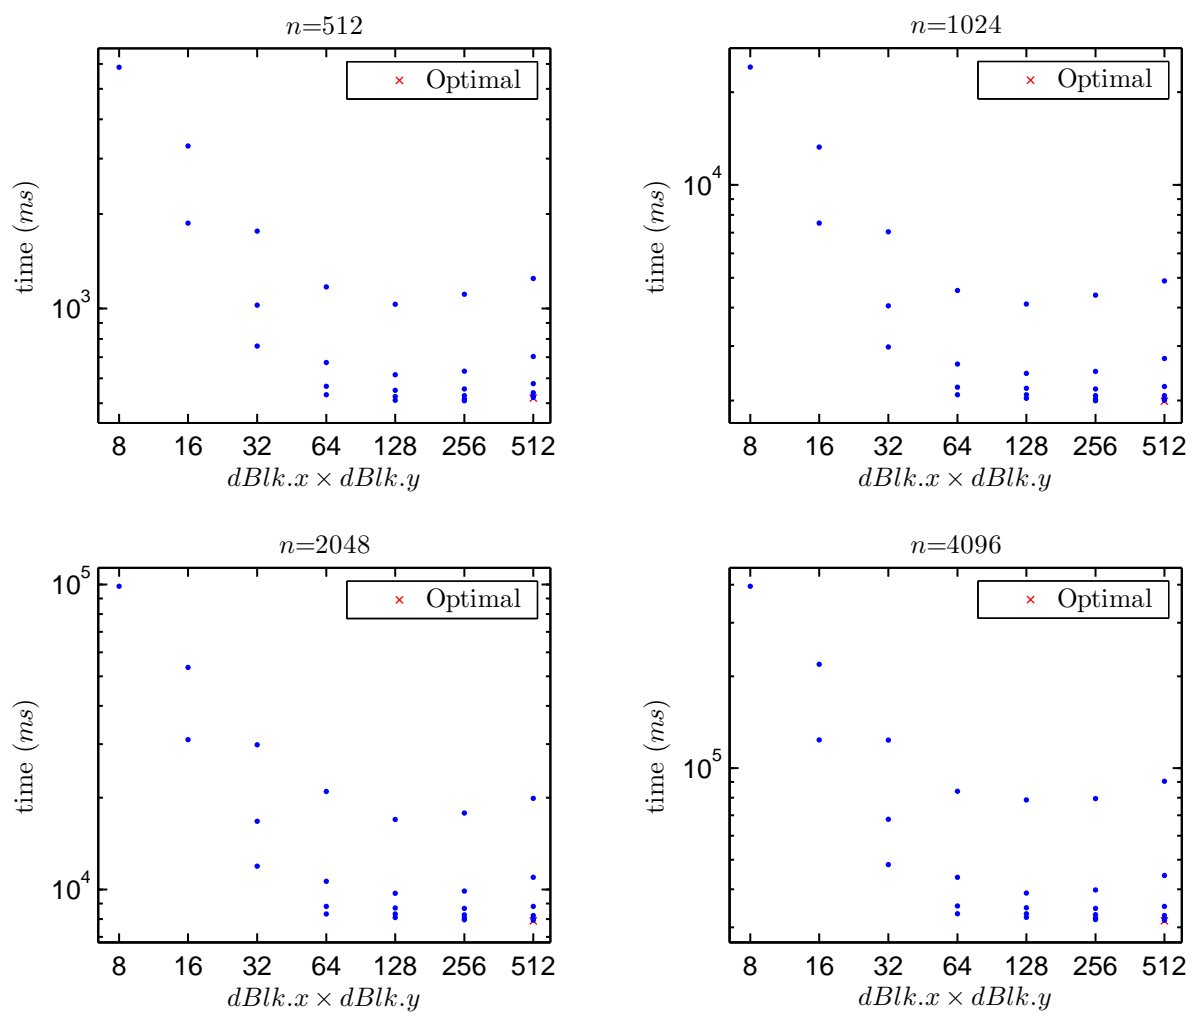 n=512
Optimal
time (ms)
10^3
8 16 32 64 128 256 512
dBlk.x × dBlk.y
n=1024
Optimal
time (ms)
10^4
8 16 32 64 128 256 512
dBlk.x × dBlk.y
n=2048
Optimal
time (ms)
10^5
10^4
8 16 32 64 128 256 512
dBlk.x × dBlk.y
n=4096
Optimal
time (ms)
10^5
8 16 32 64 128 256 512
dBlk.x × dBlk.y